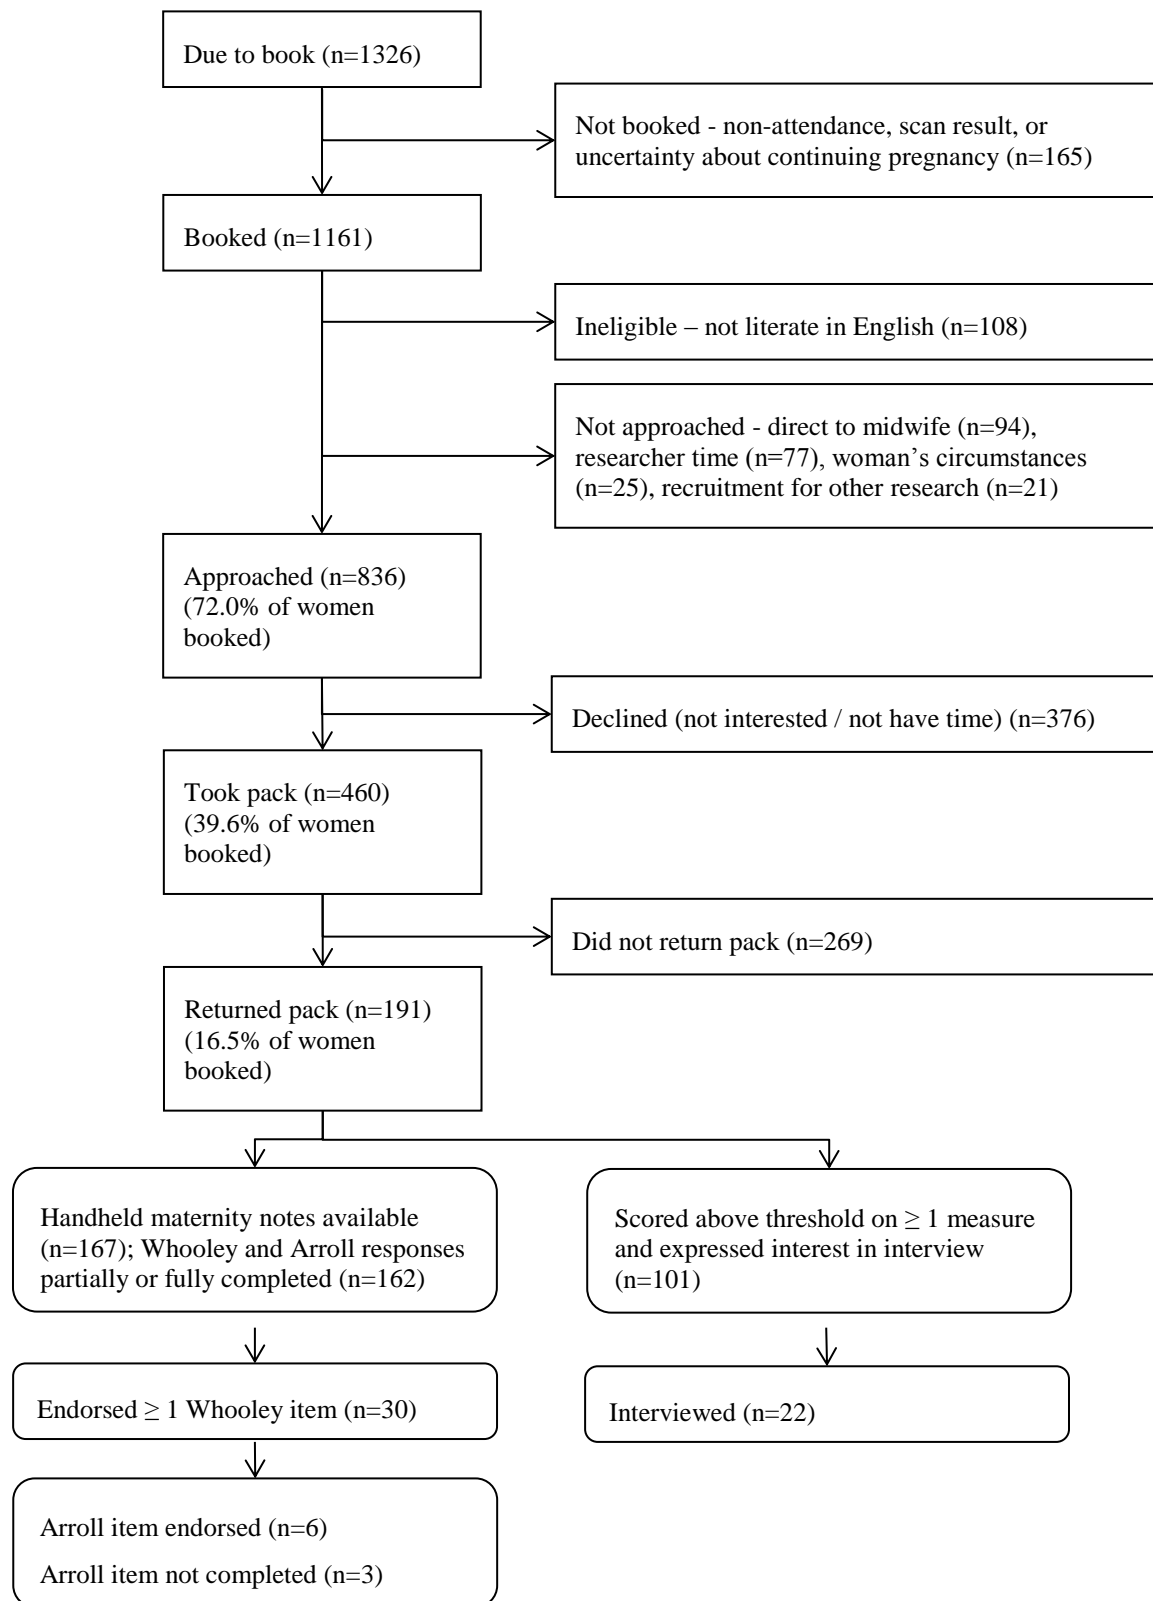 Due to book (n=1326)
Not booked - non-attendance, scan result, or
uncertainty about continuing pregnancy (n=165)
Booked (n=1161)
Ineligible – not literate in English (n=108)
Not approached - direct to midwife (n=94),
researcher time (n=77), woman’s circumstances
(n=25), recruitment for other research (n=21)
Approached (n=836)
(72.0% of women
booked)
Declined (not interested / not have time) (n=376)
Took pack (n=460)
(39.6% of women
booked)
Did not return pack (n=269)
Returned pack (n=191)
(16.5% of women
booked)
Handheld maternity notes available
(n=167); Whooley and Arroll responses
partially or fully completed (n=162)
Scored above threshold on ≥ 1 measure
and expressed interest in interview
(n=101)
Endorsed ≥ 1 Whooley item (n=30)
Interviewed (n=22)
Arroll item endorsed (n=6)
Arroll item not completed (n=3)